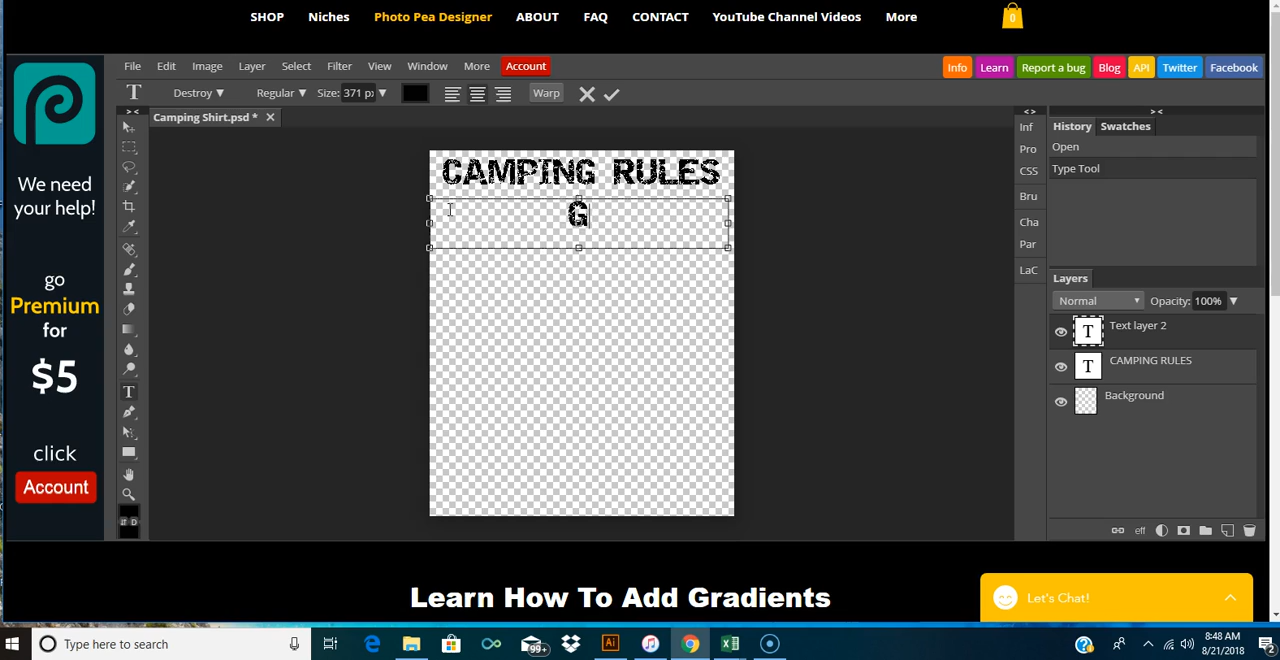 SHOP Niches Photo Pea Designer ABOUT FAQ CONTACT YouTube Channel Videos More 0
File Edit Image Layer Select Filter View Window More Account Info Learn Report a bug Blog API Twitter Facebook
T Destroy Regular Size: 371 px Warp
Camping Shirt.psd *
We need
your help!
go
Premium
for
$5
click
Account
CAMPING RULES
G
Inf
Pro
CSS
Bru
Cha
Par
LaC
History Swatches
Open
Type Tool
Layers
Normal Opacity: 100%
T Text layer 2
T CAMPING RULES
Background
eff
D
Learn How To Add Gradients
Let's Chat!
Type here to search
99+
Ai
8:48 AM
8/21/2018
2